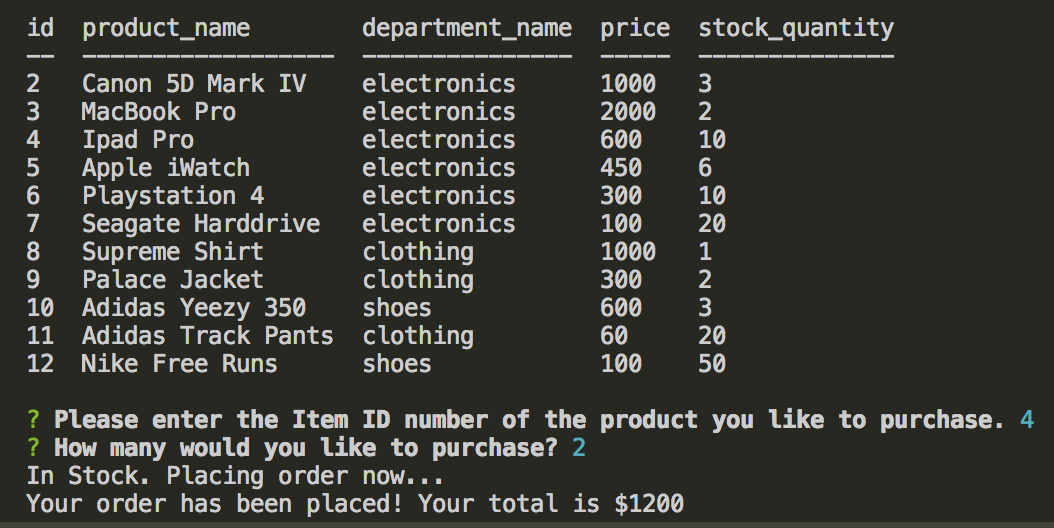 id  product_name        department_name  price  stock_quantity
--  ------------------  ---------------  -----  --------------
2   Canon 5D Mark IV    electronics      1000   3
3   MacBook Pro         electronics      2000   2
4   Ipad Pro            electronics      600    10
5   Apple iWatch        electronics      450    6
6   Playstation 4       electronics      300    10
7   Seagate Harddrive   electronics      100    20
8   Supreme Shirt       clothing         1000   1
9   Palace Jacket       clothing         300    2
10  Adidas Yeezy 350    shoes            600    3
11  Adidas Track Pants  clothing         60     20
12  Nike Free Runs      shoes            100    50
? Please enter the Item ID number of the product you like to purchase. 4
? How many would you like to purchase? 2
In Stock. Placing order now...
Your order has been placed! Your total is $1200